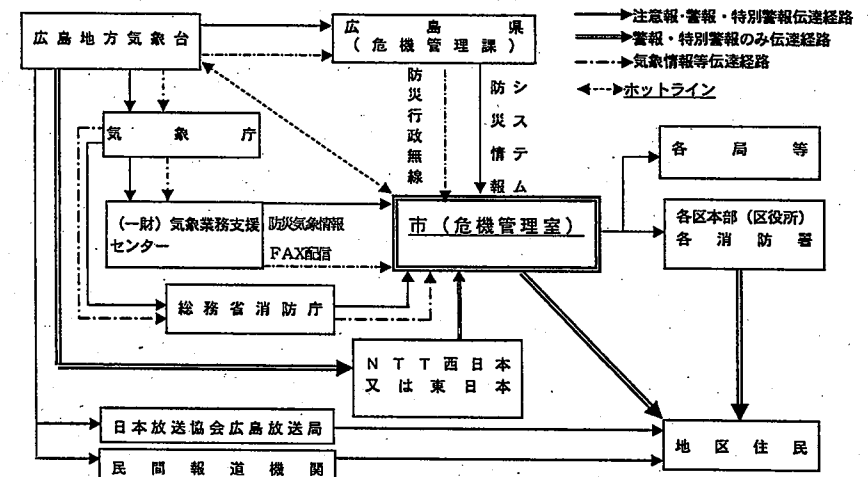 注意報・警報・特別警報伝達経路
警報・特別警報のみ伝達経路
気象情報等伝達経路
ホットライン
広島地方気象台
広島県
(危機管理課)
防災行政無線
防災情報
システム
気象庁
各局等
(一財)気象業務支援
センター
防災気象情報
FAX配信
市(危機管理室)
各区本部(区役所)
各消防署
総務省消防庁
NTT西日本
又は東日本
日本放送協会広島放送局
地区住民
民間報道機関